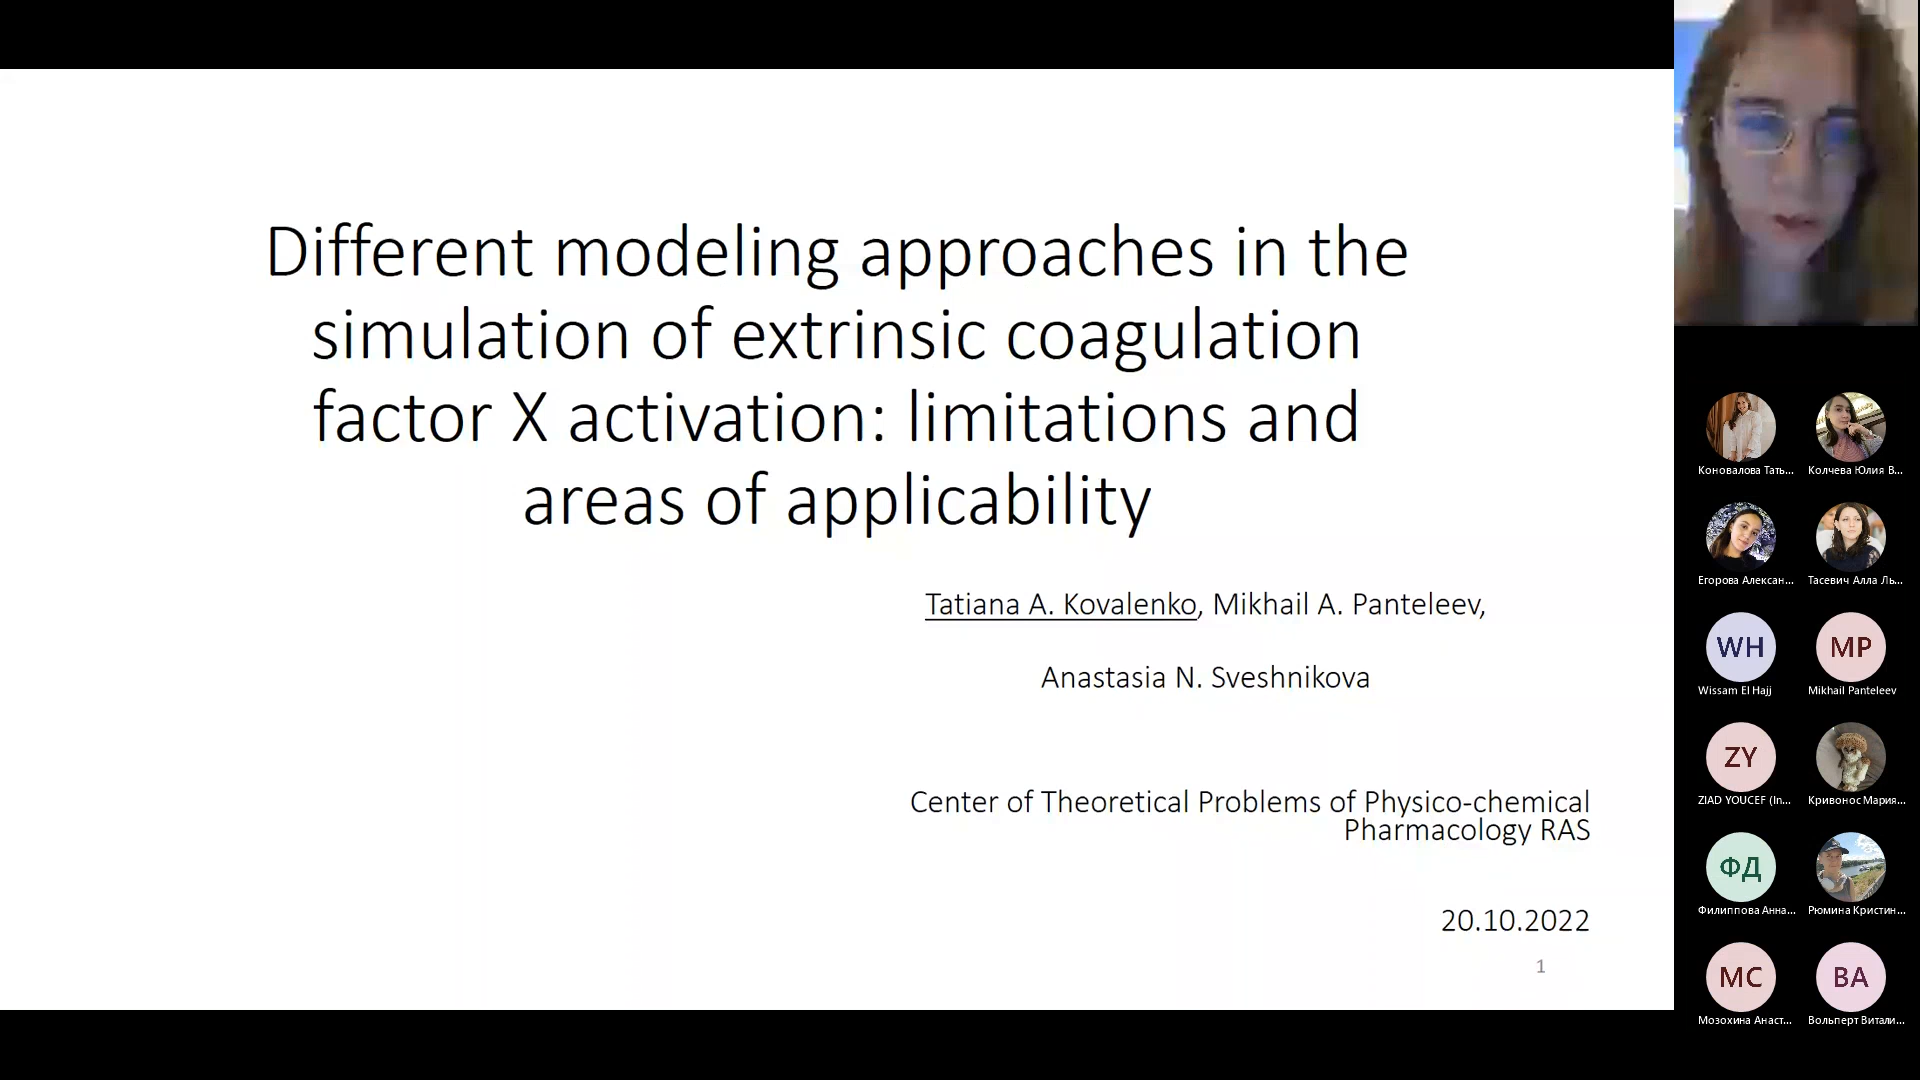 Different modeling approaches in the
simulation of extrinsic coagulation
factor X activation: limitations and
areas of applicability
Tatiana A. Kovalenko, Mikhail A. Panteleev,
Anastasia N. Sveshnikova
Center of Theoretical Problems of Physico-chemical
Pharmacology RAS
20.10.2022
1
Коновалова Тать...
Колчева Юлия В...
Егорова Алексан...
Тасевич Алла Ль...
WH
MP
Wissam El Hajj
Mikhail Panteleev
ZY
ZIAD YOUCEF (In...
Кривонос Мария...
ФД
Филиппова Анна...
Рюмина Кристин...
МС
ВА
Мозохина Анаст...
Вольперт Витали...